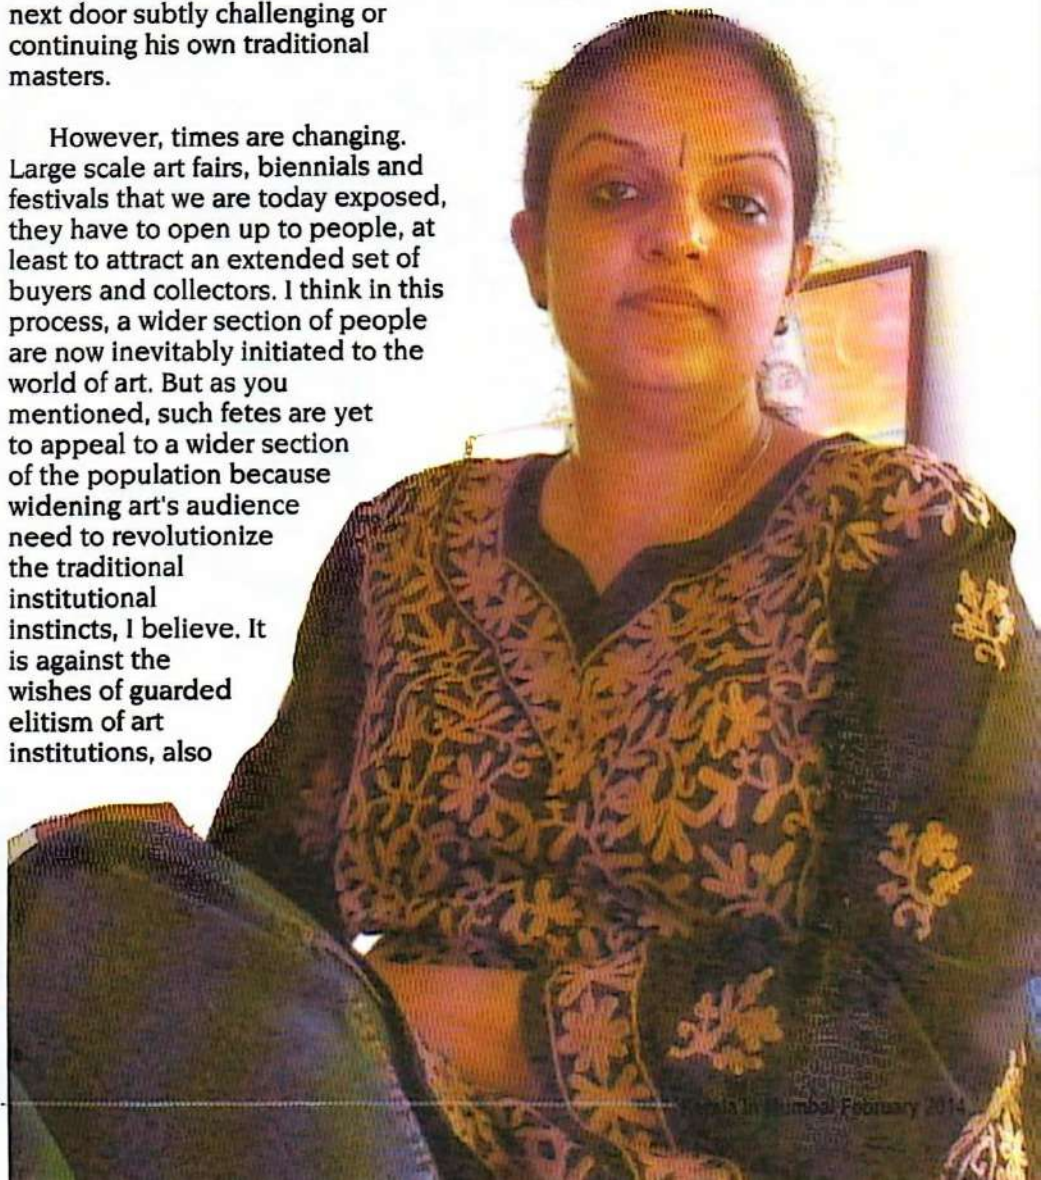 next door subtly challenging or
continuing his own traditional
masters.
However, times are changing.
Large scale art fairs, biennials and
festivals that we are today exposed,
they have to open up to people, at
least to attract an extended set of
buyers and collectors. I think in this
process, a wider section of people
are now inevitably initiated to the
world of art. But as you
mentioned, such fetes are yet
to appeal to a wider section
of the population because
widening art's audience
need to revolutionize
the traditional
institutional
instincts, I believe. It
is against the
wishes of guarded
elitism of art
institutions, also
Kerala in Mumbai February 2014